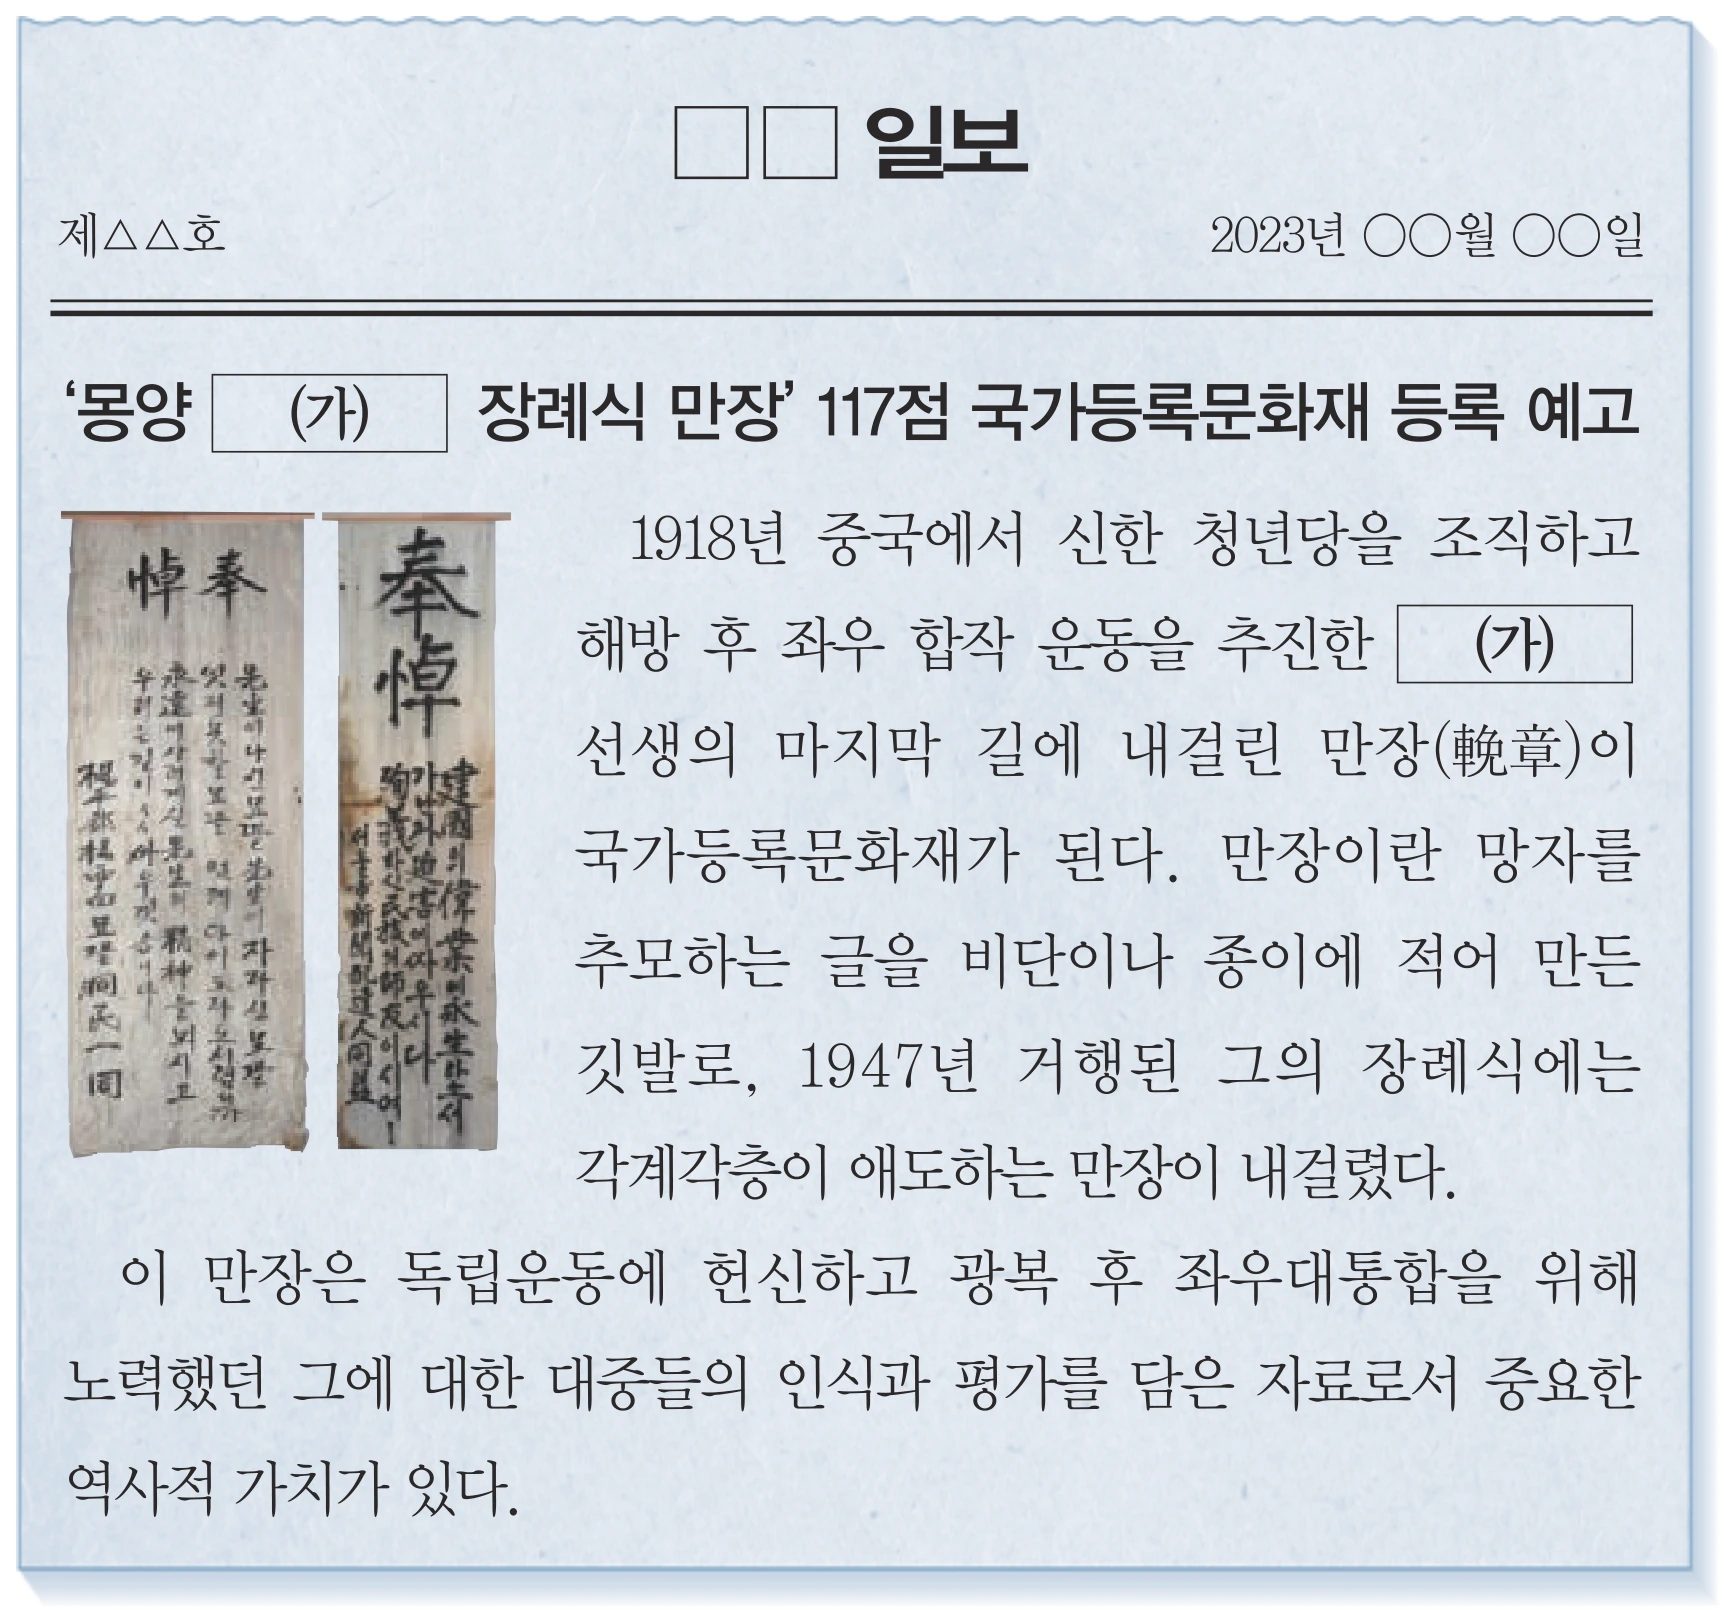 □□ 일보
제△△호
2023년 ○○월 ○○일
‘몽양 (가) 장례식 만장’ 117점 국가등록문화재 등록 예고
1918년 중국에서 신한 청년당을 조직하고
해방 후 좌우 합작 운동을 추진한 (가)
선생의 마지막 길에 내걸린 만장(輓章)이
국가등록문화재가 된다. 만장이란 망자를
추모하는 글을 비단이나 종이에 적어 만든
깃발로, 1947년 거행된 그의 장례식에는
각계각층이 애도하는 만장이 내걸렸다.
이 만장은 독립운동에 헌신하고 광복 후 좌우대통합을 위해
노력했던 그에 대한 대중들의 인식과 평가를 담은 자료로서 중요한
역사적 가치가 있다.
奉悼
奉悼
建國의 偉業에 永生하소서